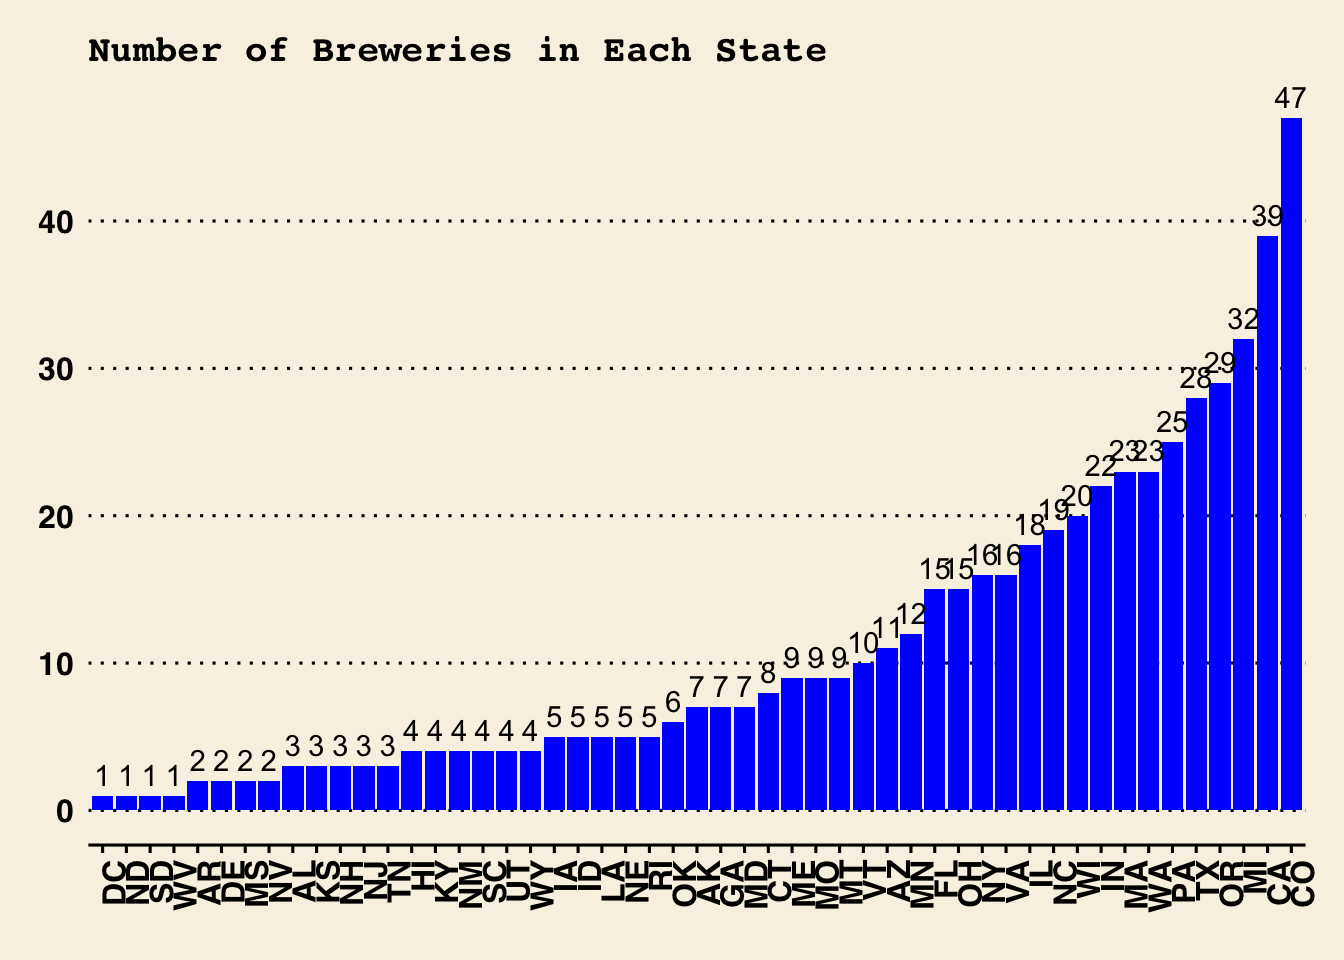 Number of Breweries in Each State
47
39
32
29
28
25
23 23
22
20
19
18
16 16
15 15
12
11
10
9 9 9
8
7 7 7
6
5 5 5 5 5
4 4 4 4 4 4
3 3 3 3 3
2 2 2 2
1 1 1 1
40
30
20
10
0
DC ND SD WV AR DE MS NV AL KS NH NJ TN HI KY NM SC UT WY IA ID LA NE RI OK AK GA MD CT ME MO MT VT AZ MN FL OH NY VA IL NC WI IN MA WA PA TX OR MI CA CO